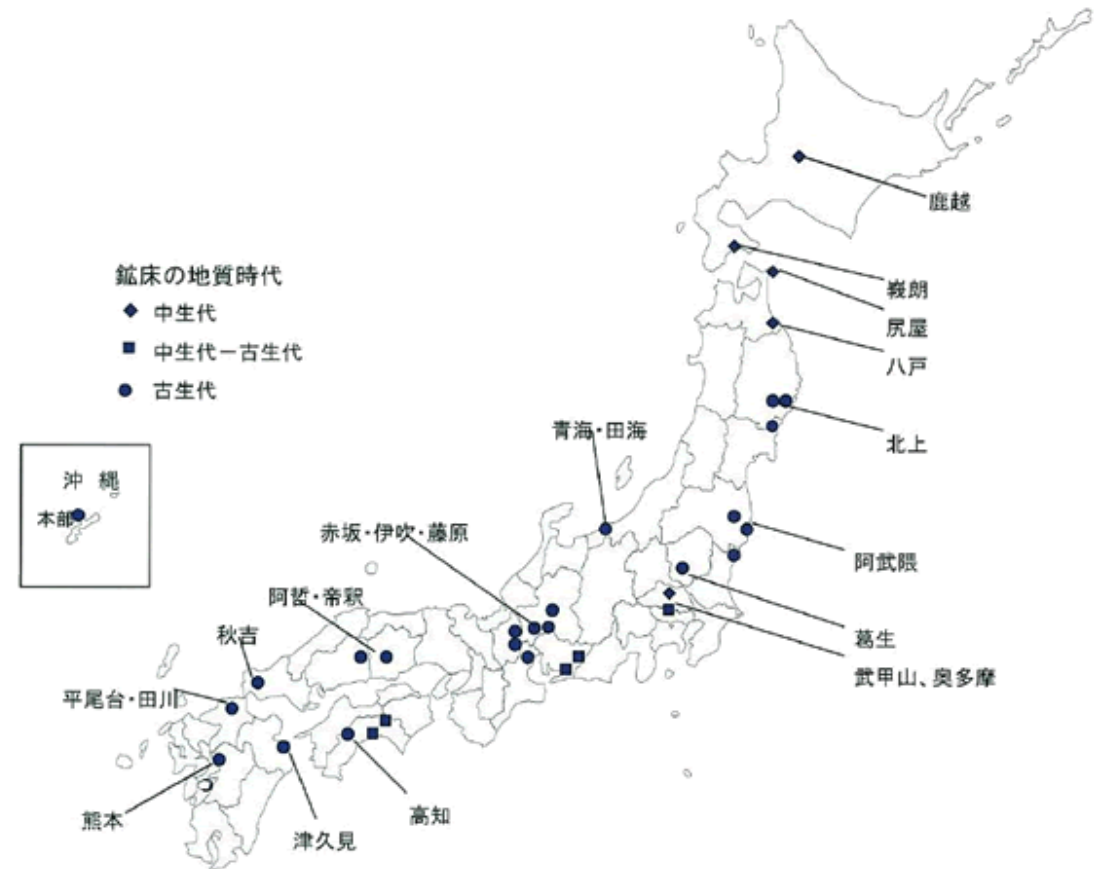 鹿越
鉱床の地質時代
中生代
中生代－古生代
古生代
峩朗
尻屋
八戸
北上
青海・田海
沖 縄
本部
赤坂・伊吹・藤原
阿武隈
阿哲・帝釈
葛生
秋吉
武甲山、奥多摩
平尾台・田川
高知
熊本
津久見